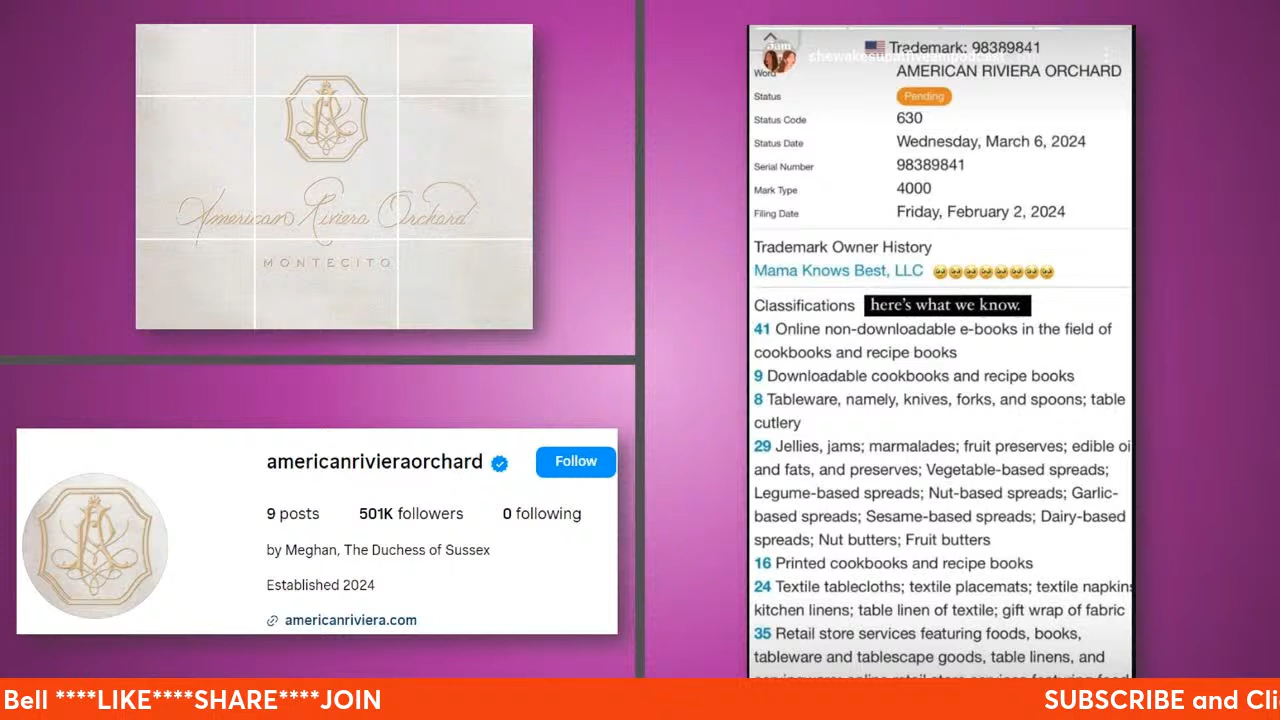 American Riviera Orchard
MONTECITO
americanrivieraorchard
Follow
9 posts 501K followers 0 following
by Meghan, The Duchess of Sussex
Established 2024
americanriviera.com
Trademark: 98389841
Word AMERICAN RIVIERA ORCHARD
Status Pending
Status Code 630
Status Date Wednesday, March 6, 2024
Serial Number 98389841
Mark Type 4000
Filing Date Friday, February 2, 2024
Trademark Owner History
Mama Knows Best, LLC 🥹🥹🥹🥹🥹🥹🥹🥹
Classifications here's what we know.
41 Online non-downloadable e-books in the field of
cookbooks and recipe books
9 Downloadable cookbooks and recipe books
8 Tableware, namely, knives, forks, and spoons; table
cutlery
29 Jellies, jams; marmalades; fruit preserves; edible oi
and fats, and preserves; Vegetable-based spreads;
Legume-based spreads; Nut-based spreads; Garlic-
based spreads; Sesame-based spreads; Dairy-based
spreads; Nut butters; Fruit butters
16 Printed cookbooks and recipe books
24 Textile tablecloths; textile placemats; textile napkins
kitchen linens; table linen of textile; gift wrap of fabric
35 Retail store services featuring foods, books,
tableware and tablescape goods, table linens, and
Bell ****LIKE****SHARE****JOIN SUBSCRIBE and Cli